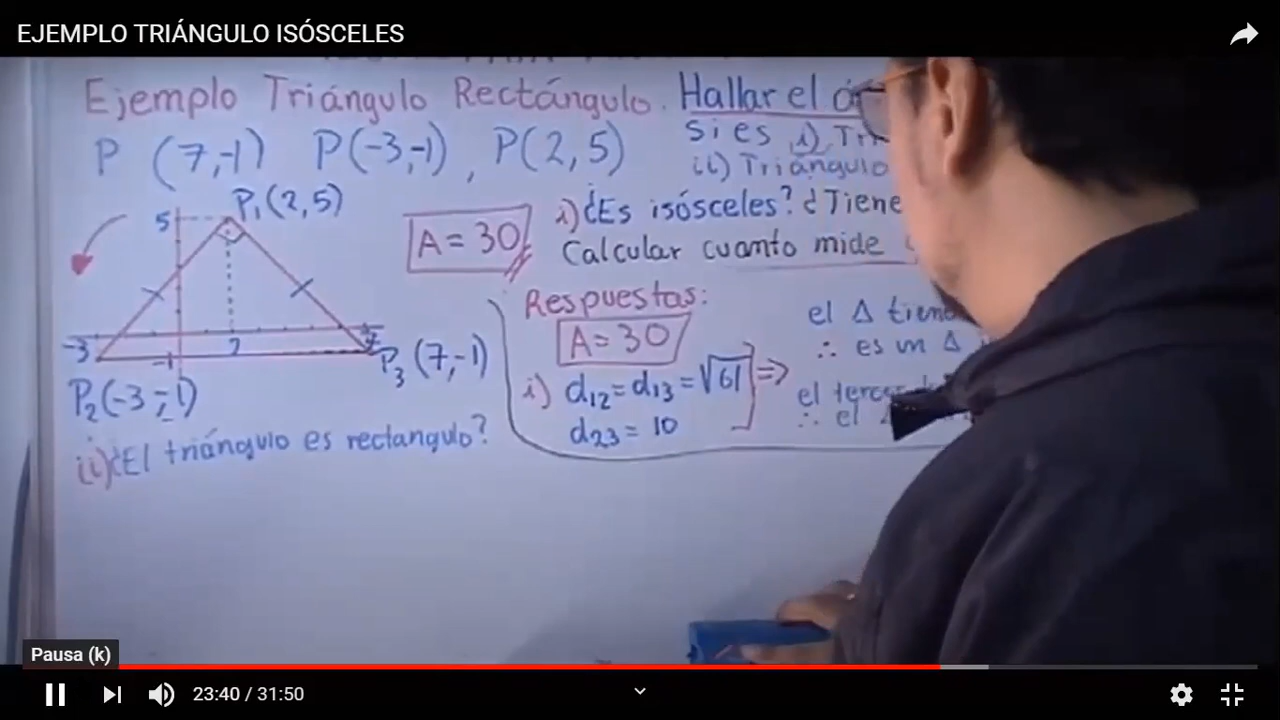 EJEMPLO TRIÁNGULO ISÓSCELES
Ejemplo Triángulo Rectángulo. Hallar el
P (7,-1) P(-3,-1), P(2,5)
si es i)
ii) Triángulo
5
P₁(2,5)
-3
2
7
-1
P₃(7,-1)
P₂(-3,-1)
A = 30
i) ¿Es isósceles? ¿Tiene
Calcular cuanto mide
Respuestas:
A = 30
i) d₁₂ = d₁₃ = √61 ⇒
d₂₃ = 10
el Δ
∴ es un Δ
el
∴ el
ii) ¿El triángulo es rectangulo?
Pausa (k)
23:40 / 31:50